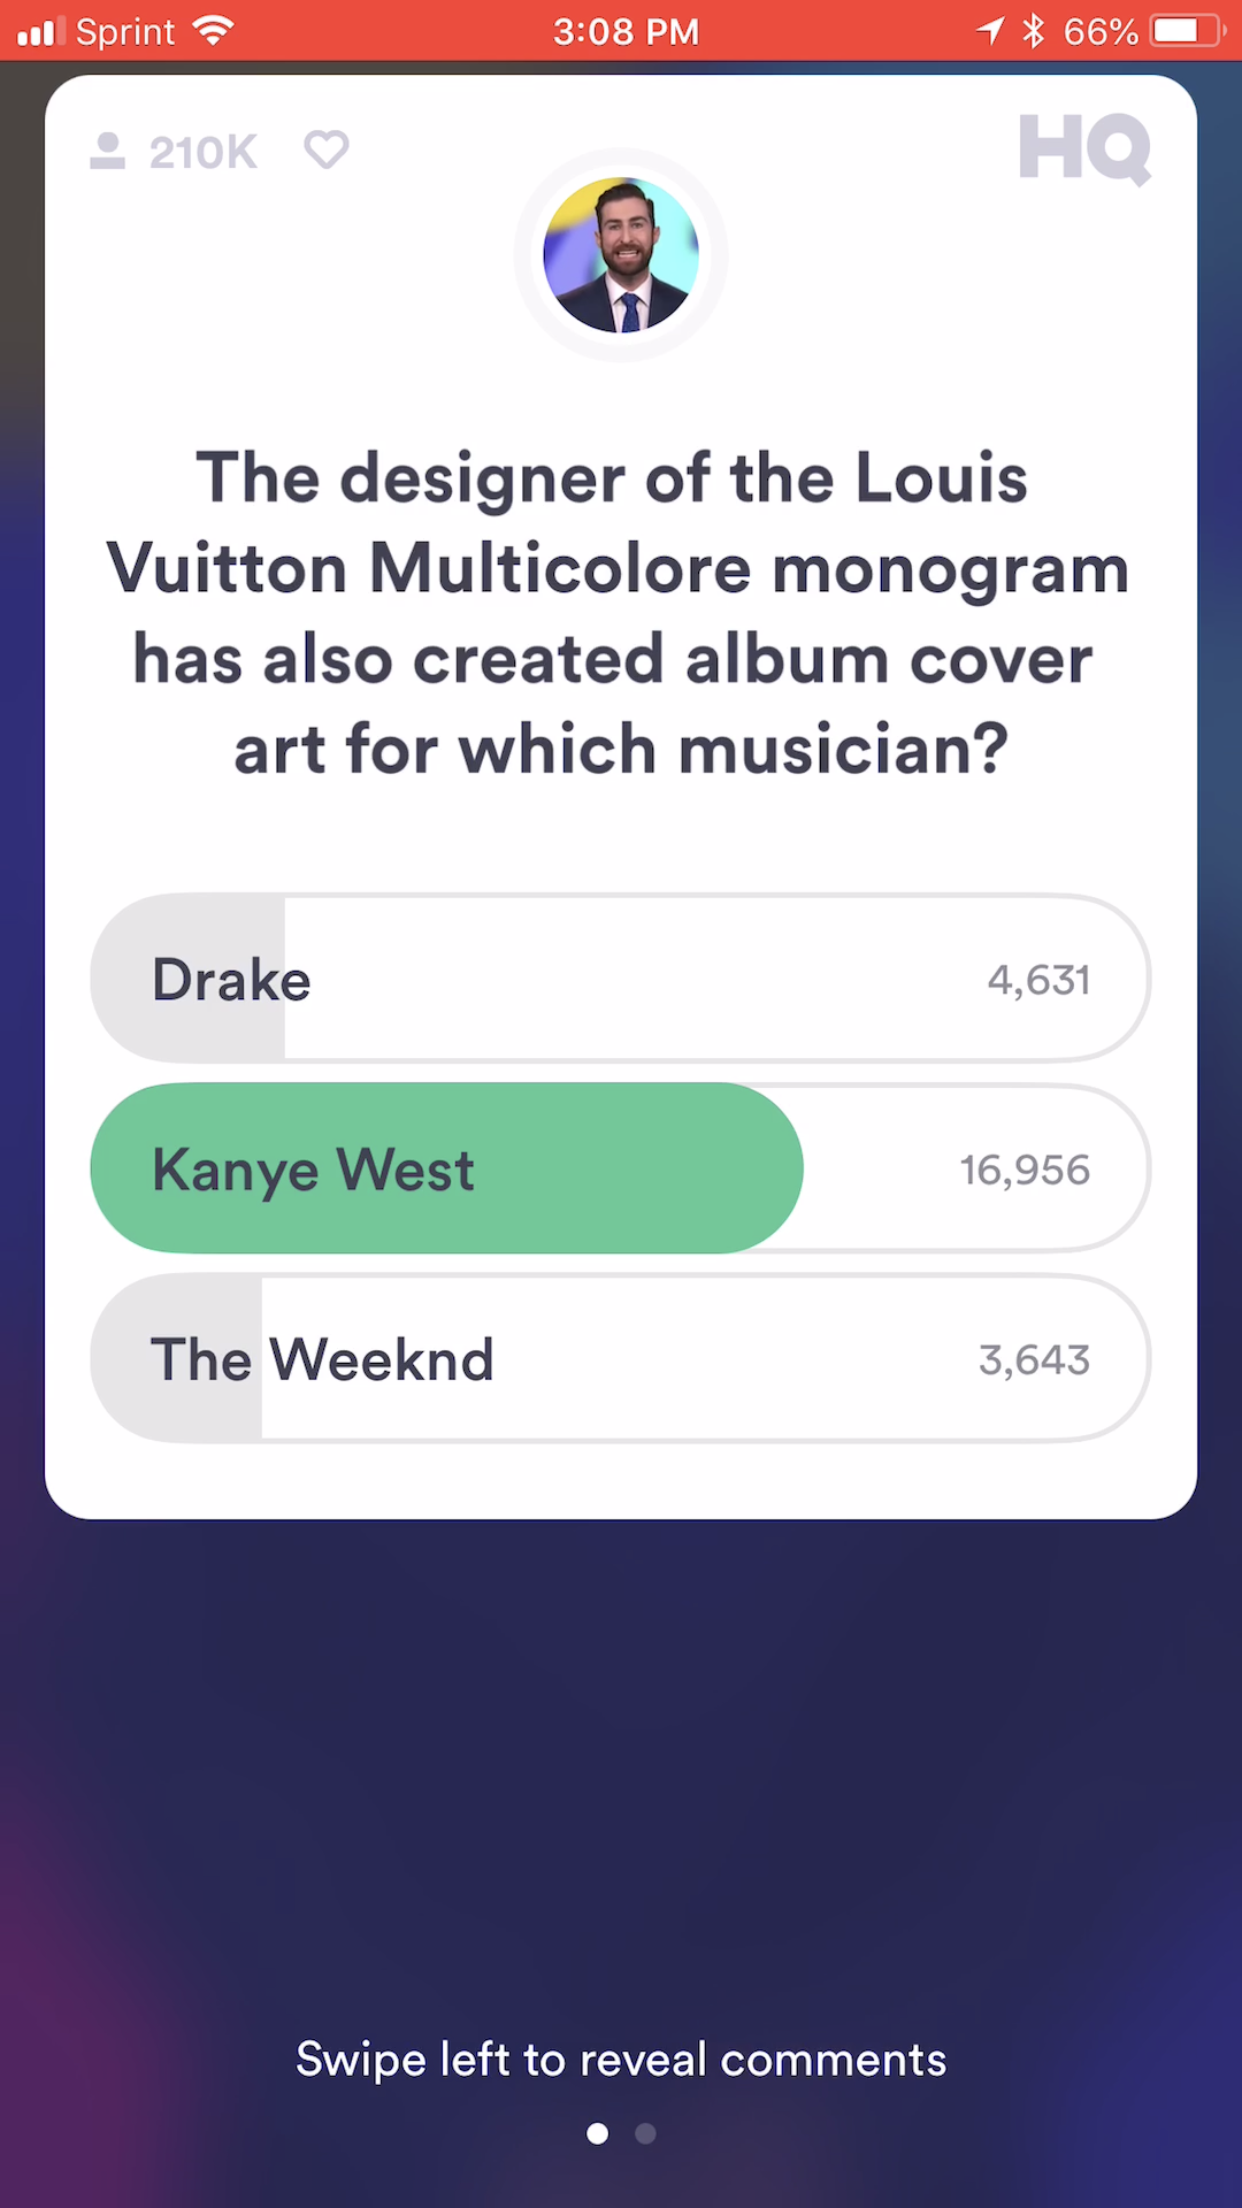 Sprint 3:08 PM 66%
210K HQ
The designer of the Louis
Vuitton Multicolore monogram
has also created album cover
art for which musician?
Drake 4,631
Kanye West 16,956
The Weeknd 3,643
Swipe left to reveal comments